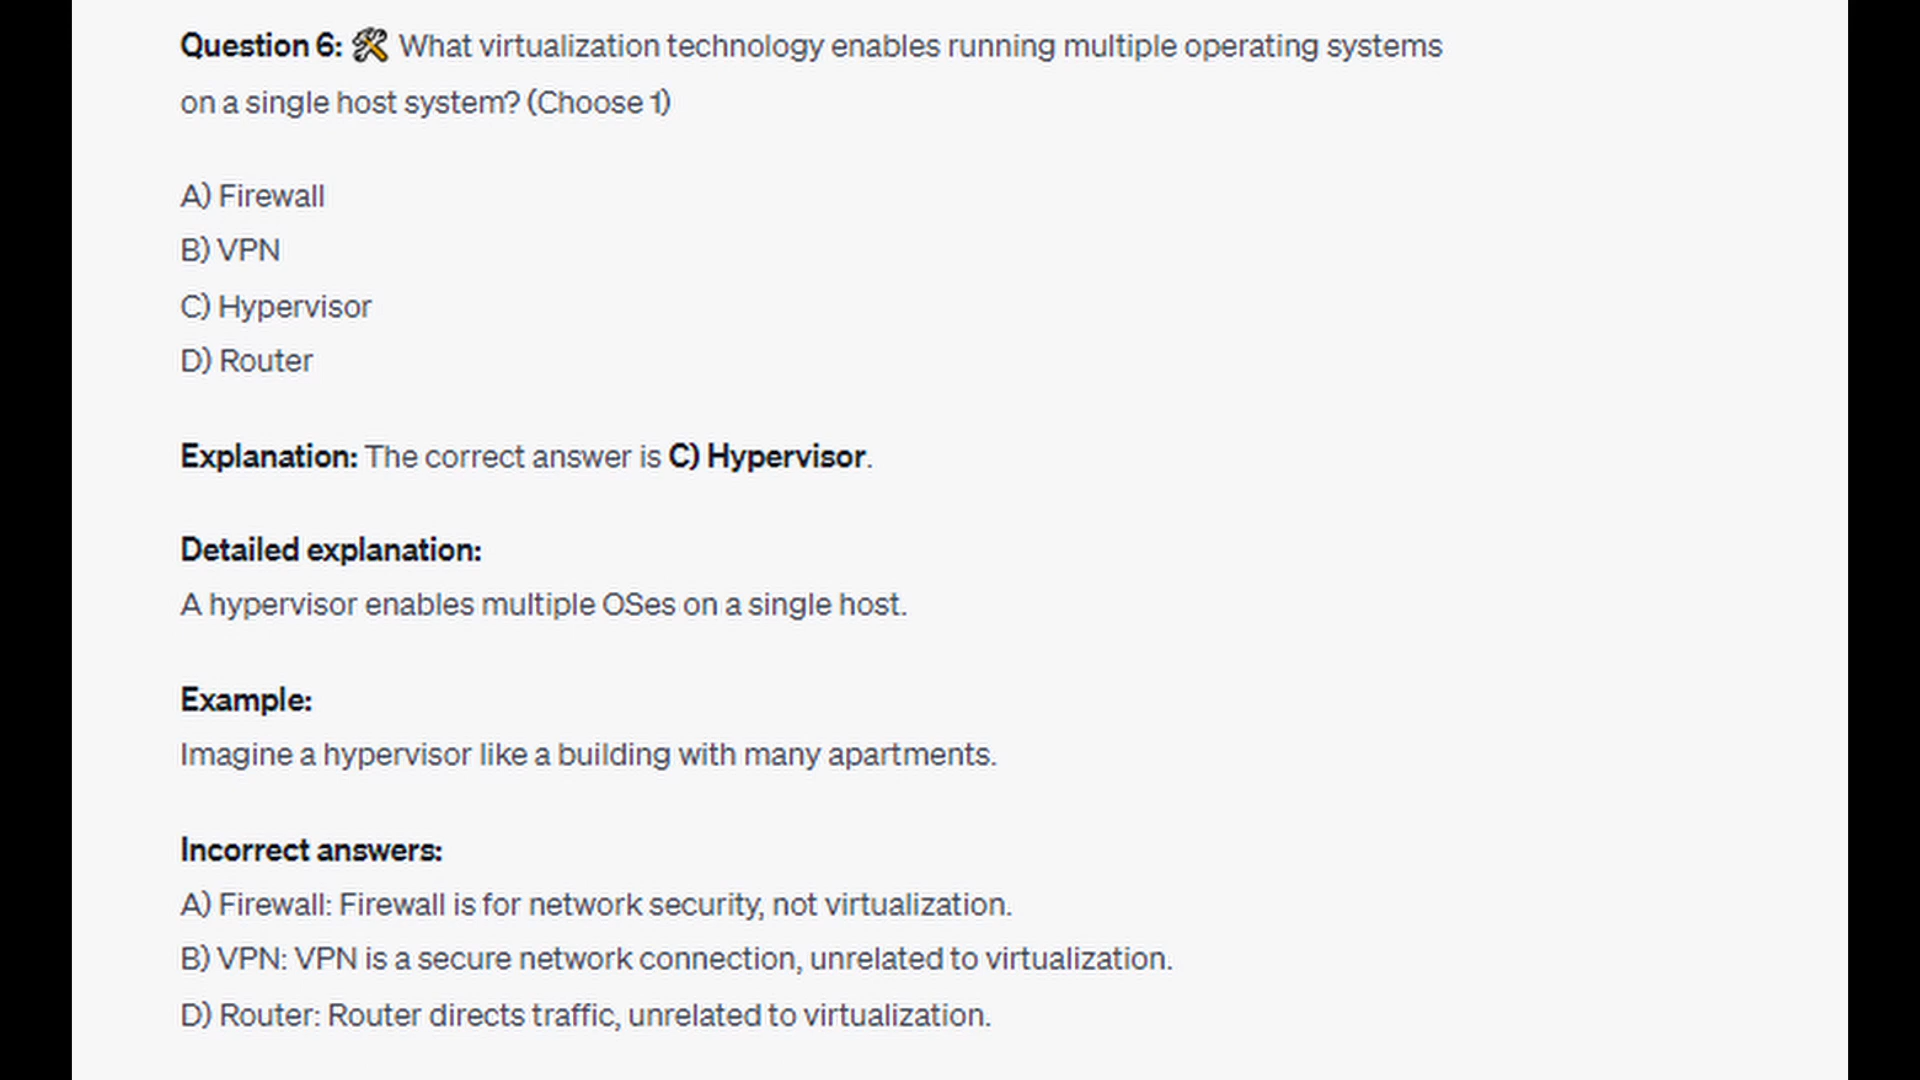 Question 6: 🛠 What virtualization technology enables running multiple operating systems
on a single host system? (Choose 1)
A) Firewall
B) VPN
C) Hypervisor
D) Router
Explanation: The correct answer is C) Hypervisor.
Detailed explanation:
A hypervisor enables multiple OSes on a single host.
Example:
Imagine a hypervisor like a building with many apartments.
Incorrect answers:
A) Firewall: Firewall is for network security, not virtualization.
B) VPN: VPN is a secure network connection, unrelated to virtualization.
D) Router: Router directs traffic, unrelated to virtualization.